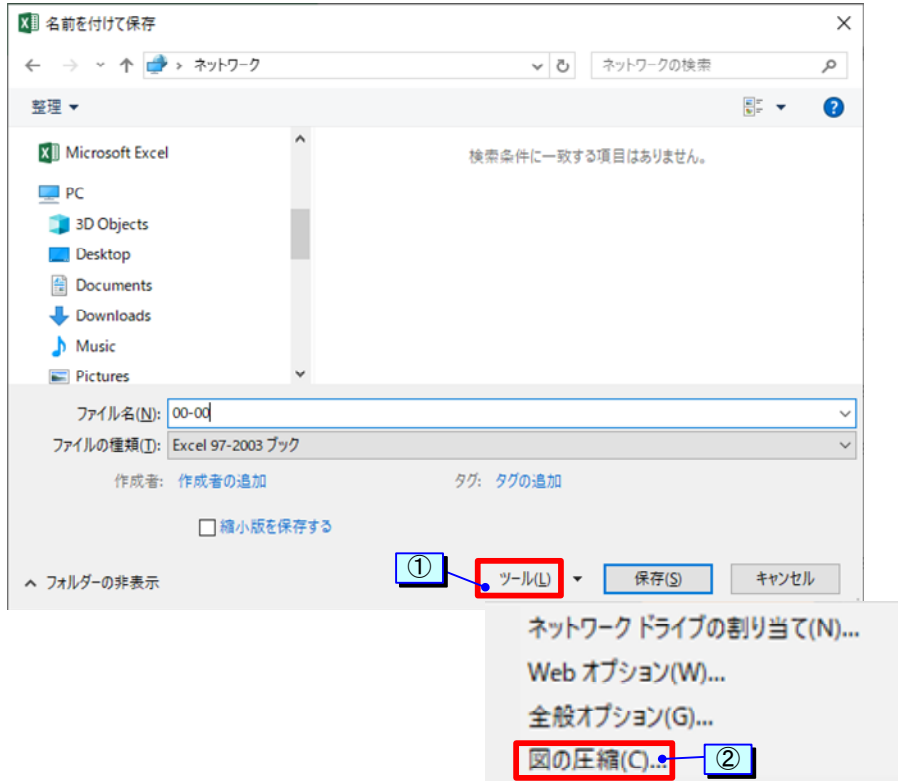 名前を付けて保存
ネットワーク
ネットワークの検索
整理
Microsoft Excel
検索条件に一致する項目はありません。
PC
3D Objects
Desktop
Documents
Downloads
Music
Pictures
ファイル名(N): 00-00
ファイルの種類(T): Excel 97-2003 ブック
作成者: 作成者の追加 タグ: タグの追加
縮小版を保存する
①
フォルダーの非表示 ツール(L) 保存(S) キャンセル
ネットワーク ドライブの割り当て(N)...
Web オプション(W)...
全般オプション(G)...
図の圧縮(C)... ②